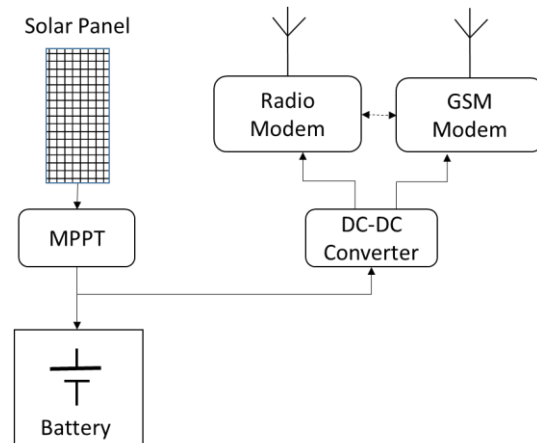 Solar Panel
Radio
Modem
GSM
Modem
MPPT
DC-DC
Converter
Battery